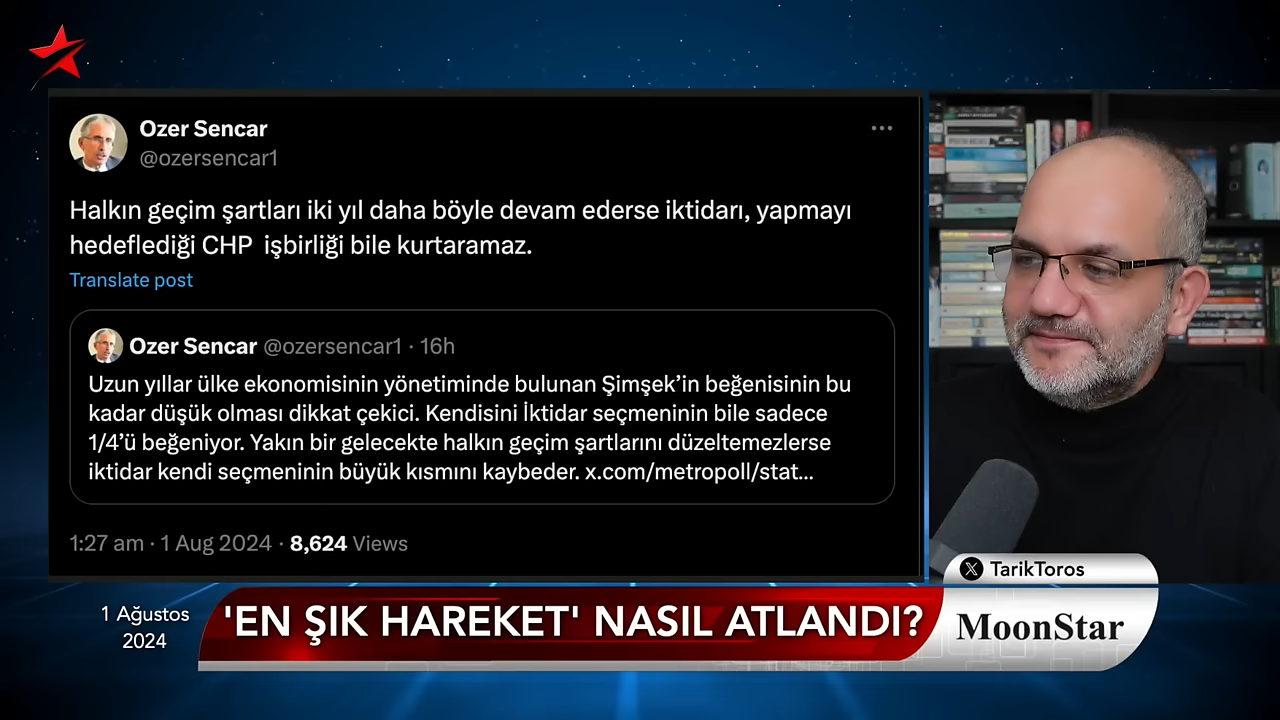 Ozer Sencar
@ozersencar1
Halkın geçim şartları iki yıl daha böyle devam ederse iktidarı, yapmayı
hedeflediği CHP  işbirliği bile kurtaramaz.
Translate post
Ozer Sencar @ozersencar1 · 16h
Uzun yıllar ülke ekonomisinin yönetiminde bulunan Şimşek’in beğenisinin bu
kadar düşük olması dikkat çekici. Kendisini İktidar seçmeninin bile sadece
1/4’ü beğeniyor. Yakın bir gelecekte halkın geçim şartlarını düzeltemezlerse
iktidar kendi seçmeninin büyük kısmını kaybeder. x.com/metropoll/stat...
1:27 am · 1 Aug 2024 · 8,624 Views
X TarikToros
1 Ağustos
2024
'EN ŞIK HAREKET' NASIL ATLANDI?
MoonStar